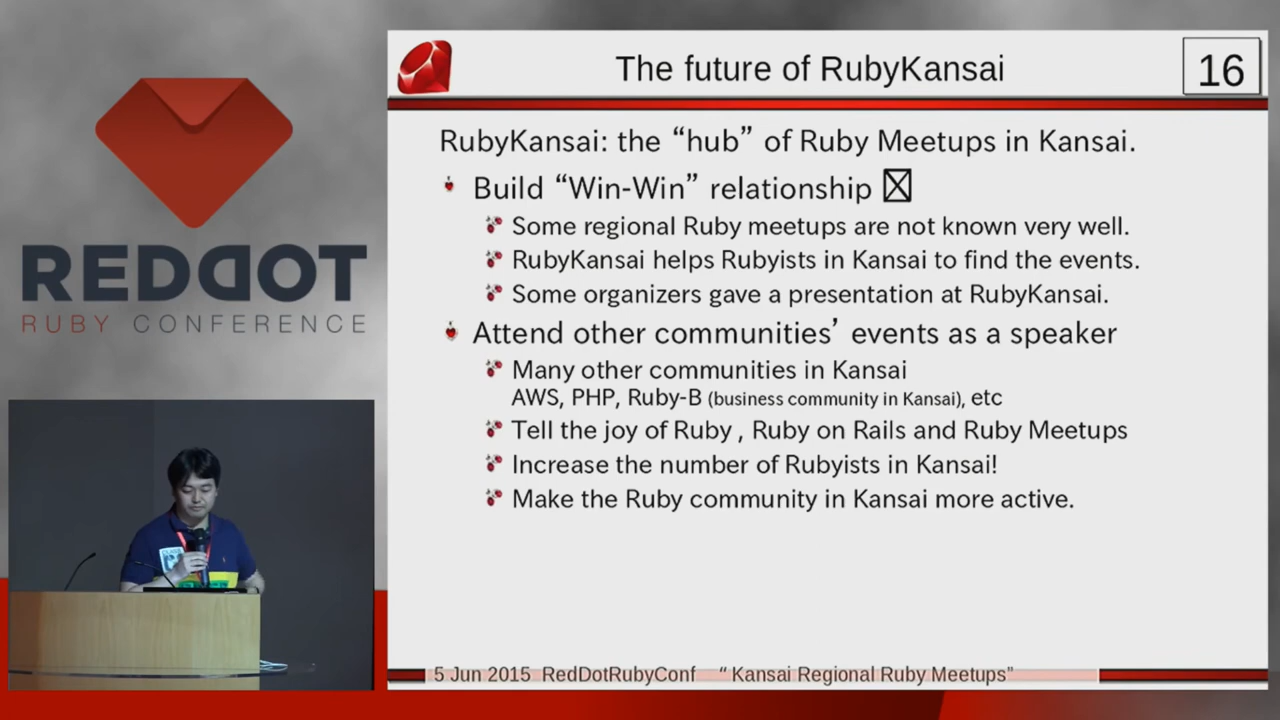 REDDOT
RUBY CONFERENCE
The future of RubyKansai
16
RubyKansai: the “hub” of Ruby Meetups in Kansai.
Build “Win-Win” relationship
Some regional Ruby meetups are not known very well.
RubyKansai helps Rubyists in Kansai to find the events.
Some organizers gave a presentation at RubyKansai.
Attend other communities’ events as a speaker
Many other communities in Kansai
AWS, PHP, Ruby-B (business community in Kansai), etc
Tell the joy of Ruby , Ruby on Rails and Ruby Meetups
Increase the number of Rubyists in Kansai!
Make the Ruby community in Kansai more active.
5 Jun 2015 RedDotRubyConf “ Kansai Regional Ruby Meetups”